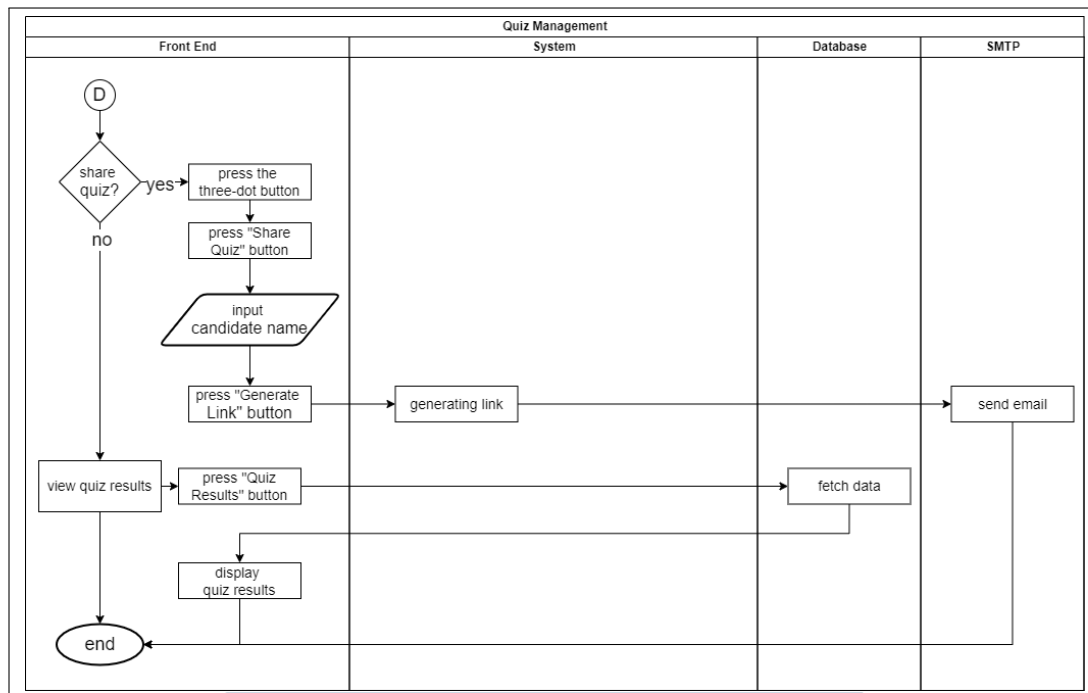 Quiz Management
Front End
System
Database
SMTP
D
share
quiz?
yes
press the
three-dot button
press "Share
Quiz" button
no
input
candidate name
press "Generate
Link" button
generating link
send email
view quiz results
press "Quiz
Results" button
fetch data
display
quiz results
end